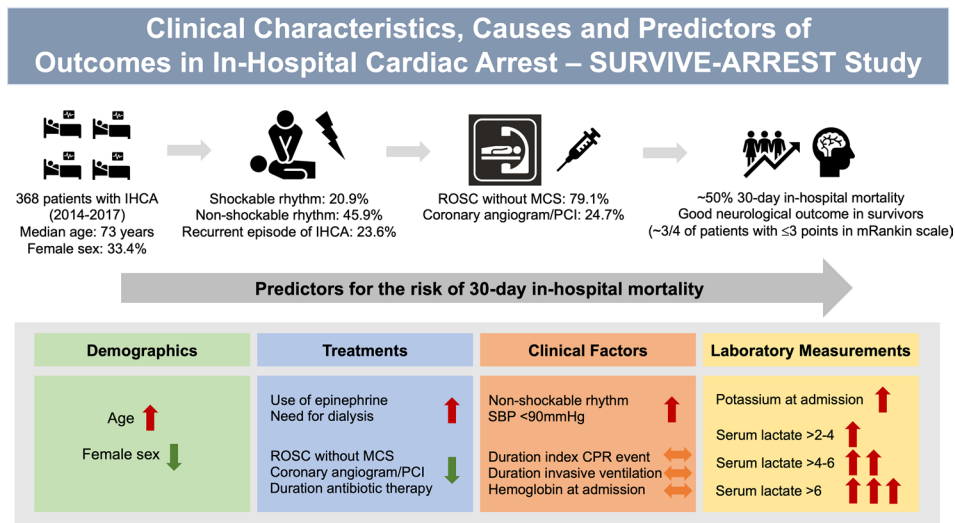 Clinical Characteristics, Causes and Predictors of
Outcomes in In-Hospital Cardiac Arrest – SURVIVE-ARREST Study
368 patients with IHCA
(2014-2017)
Median age: 73 years
Female sex: 33.4%
Shockable rhythm: 20.9%
Non-shockable rhythm: 45.9%
Recurrent episode of IHCA: 23.6%
ROSC without MCS: 79.1%
Coronary angiogram/PCI: 24.7%
~50% 30-day in-hospital mortality
Good neurological outcome in survivors
(~3/4 of patients with ≤3 points in mRankin scale)
Predictors for the risk of 30-day in-hospital mortality
Demographics
Age
Female sex
Treatments
Use of epinephrine
Need for dialysis
ROSC without MCS
Coronary angiogram/PCI
Duration antibiotic therapy
Clinical Factors
Non-shockable rhythm
SBP <90mmHg
Duration index CPR event
Duration invasive ventilation
Hemoglobin at admission
Laboratory Measurements
Potassium at admission
Serum lactate >2-4
Serum lactate >4-6
Serum lactate >6